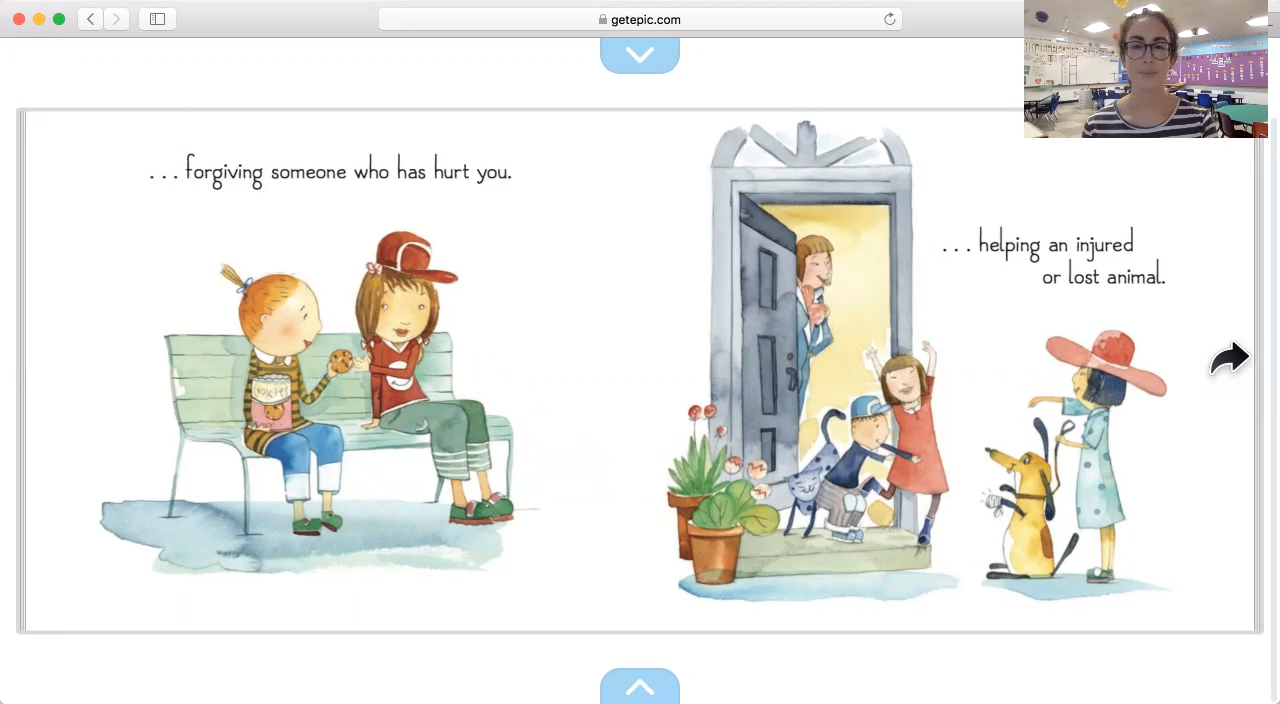 getepic.com
...forgiving someone who has hurt you.
...helping an injured
or lost animal.